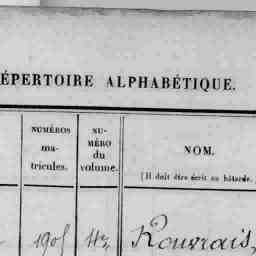 ÉPERTOIRE ALPHABÉTIQUE.
NUMÉROS
ma-
tricules.
NU-
MÉRO
du
volume.
NOM.
(Il doit être écrit en bâtarde.
1905
Rouvrais,